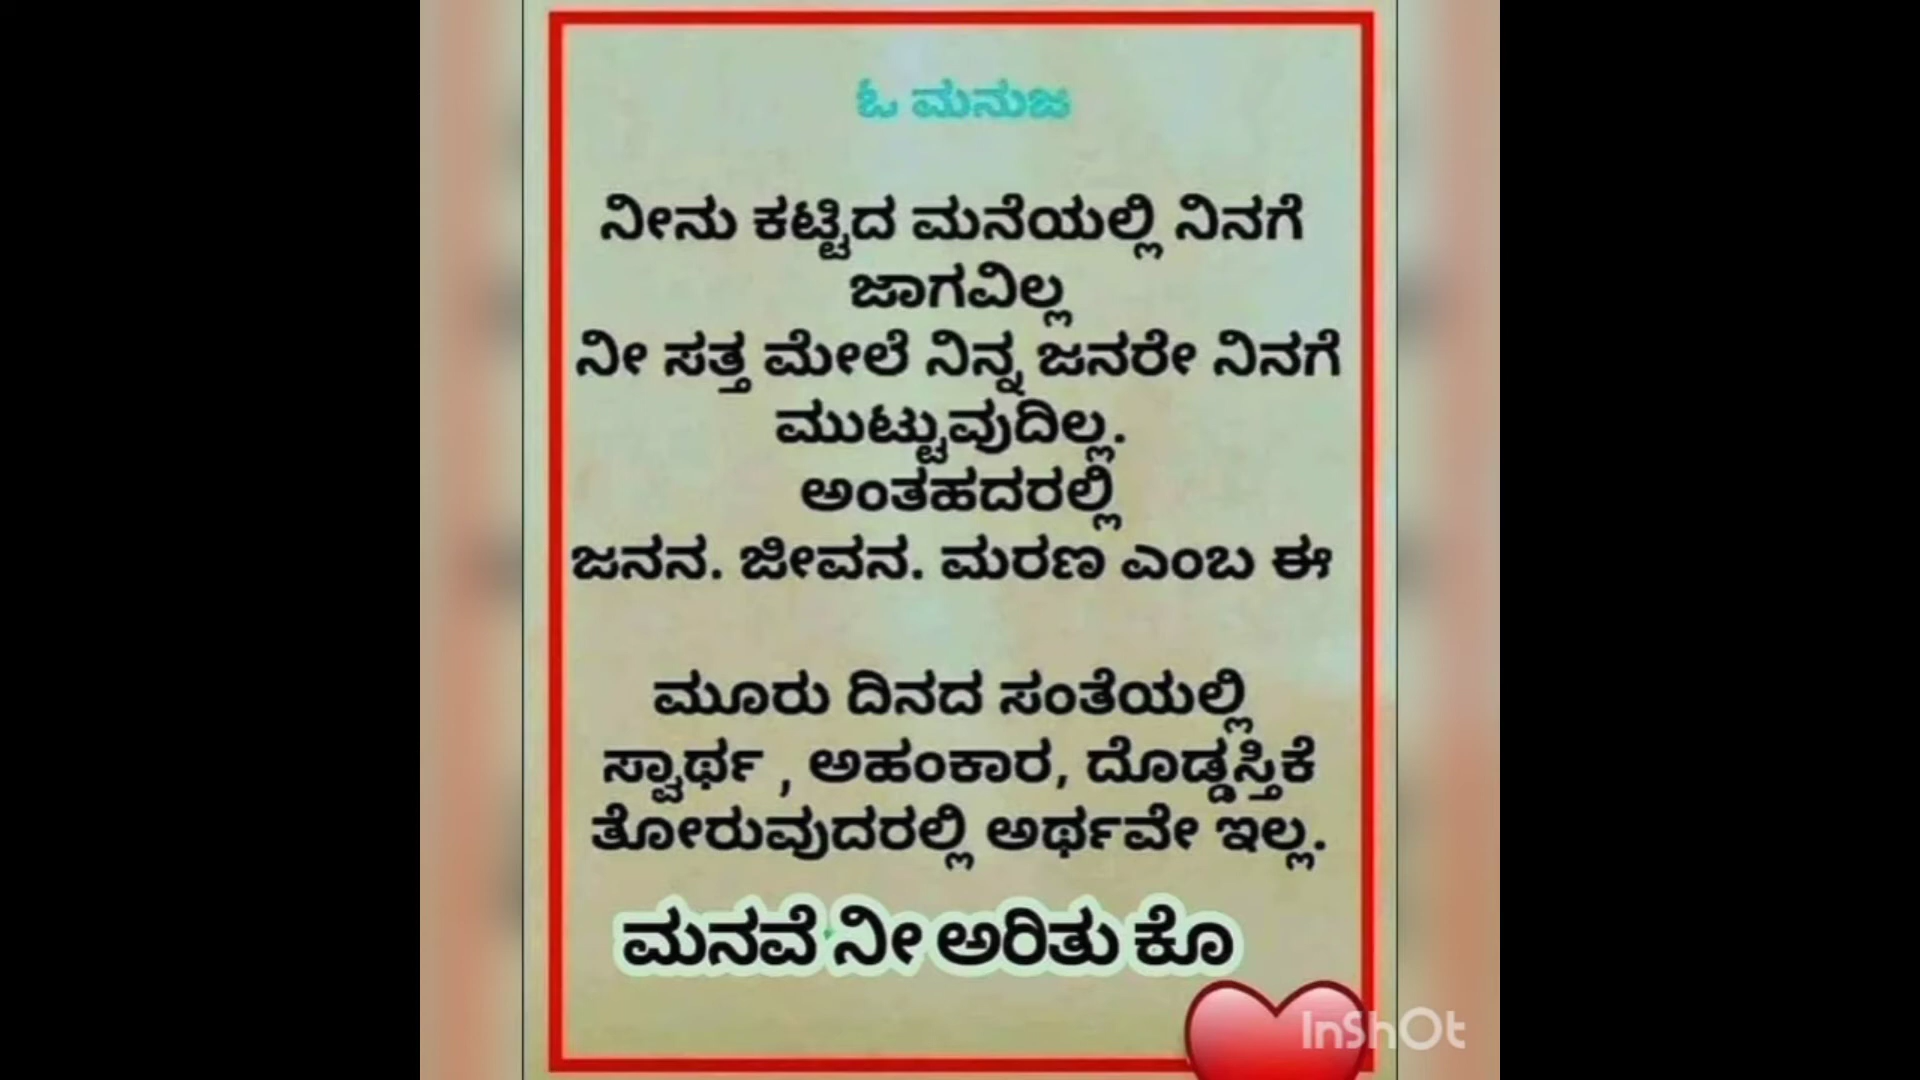 ಓ ಮನುಜ
ನೀನು ಕಟ್ಟಿದ ಮನೆಯಲ್ಲಿ ನಿನಗೆ
ಜಾಗವಿಲ್ಲ
ನೀ ಸತ್ತ ಮೇಲೆ ನಿನ್ನ ಜನರೇ ನಿನಗೆ
ಮುಟ್ಟುವುದಿಲ್ಲ.
ಅಂತಹದರಲ್ಲಿ
ಜನನ. ಜೀವನ. ಮರಣ ಎಂಬ ಈ
ಮೂರು ದಿನದ ಸಂತೆಯಲ್ಲಿ
ಸ್ವಾರ್ಥ , ಅಹಂಕಾರ, ದೊಡ್ಡಸ್ತಿಕೆ
ತೋರುವುದರಲ್ಲಿ ಅರ್ಥವೇ ಇಲ್ಲ.
ಮನವೆ ನೀ ಅರಿತು ಕೊ
InShOt